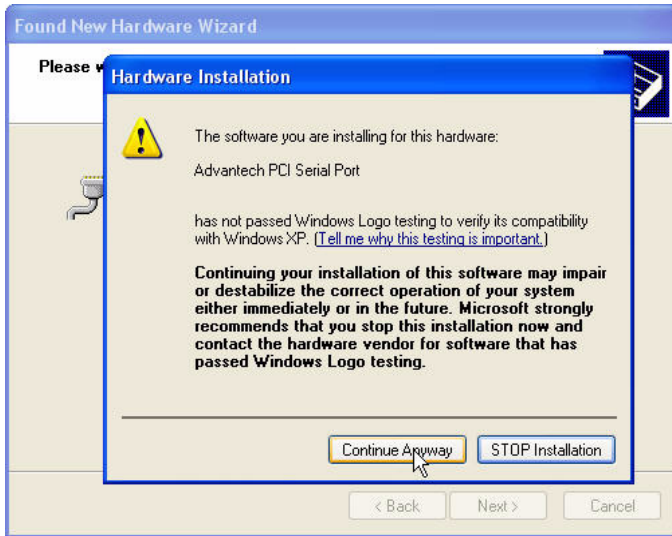 Found New Hardware Wizard
Please w
Hardware Installation
The software you are installing for this hardware:
Advantech PCI Serial Port
has not passed Windows Logo testing to verify its compatibility
with Windows XP. (Tell me why this testing is important.)
Continuing your installation of this software may impair
or destabilize the correct operation of your system
either immediately or in the future. Microsoft strongly
recommends that you stop this installation now and
contact the hardware vendor for software that has
passed Windows Logo testing.
Continue Anyway STOP Installation
< Back Next > Cancel